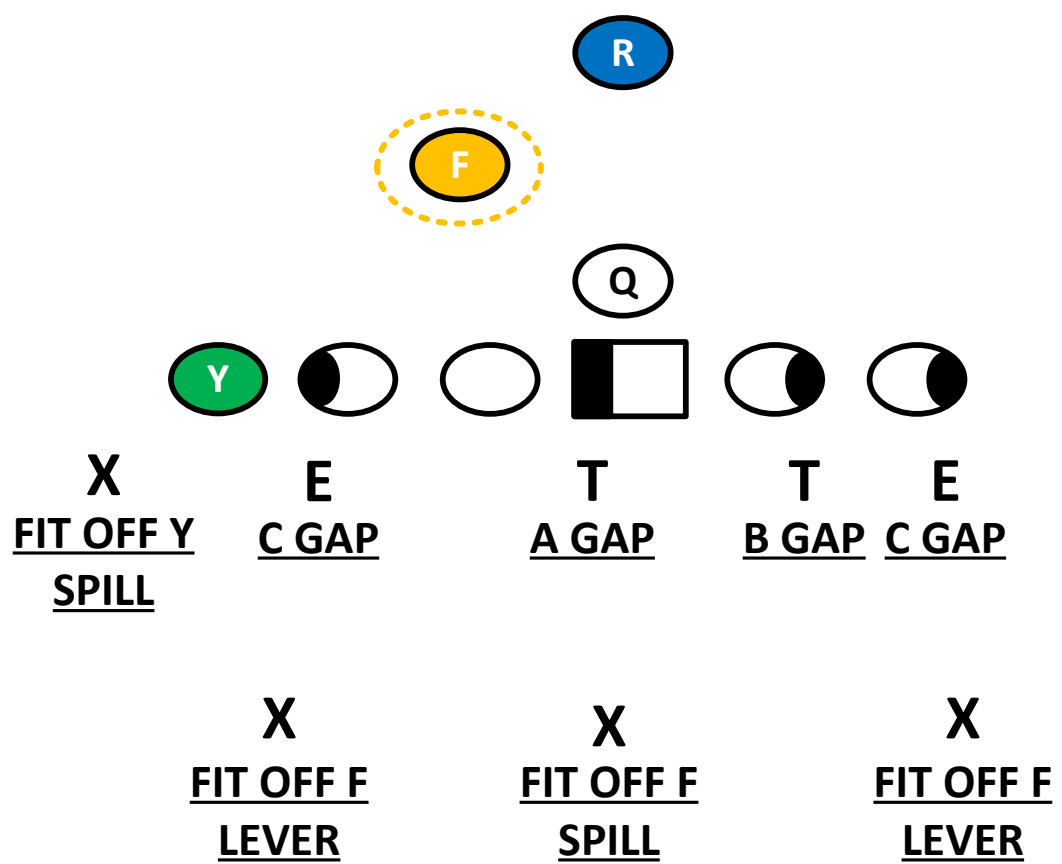 R
F
Q
Y
X E T T E
FIT OFF Y C GAP A GAP B GAP C GAP
SPILL
X X X
FIT OFF F FIT OFF F FIT OFF F
LEVER SPILL LEVER